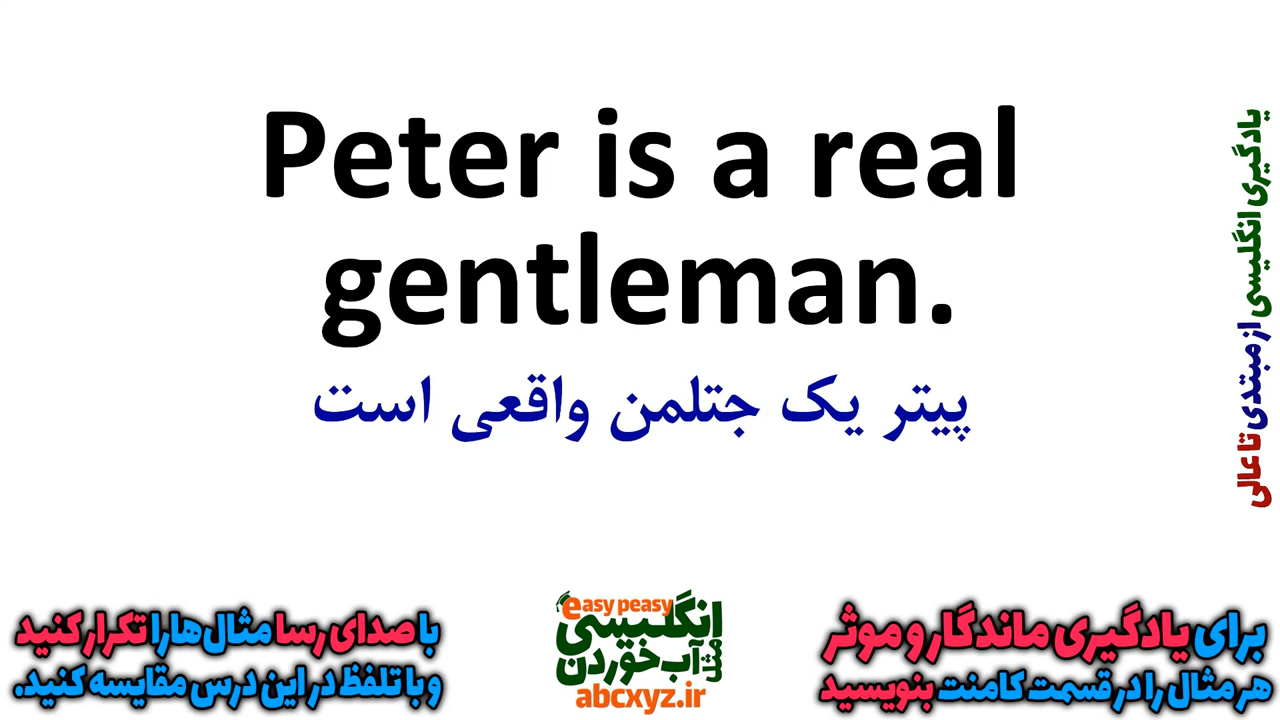 Peter is a real
gentleman.
پیتر یک جتلمن واقعی است
یادگیری انگلیسی از مبتدی تا عالی
برای یادگیری ماندگار و موثر
هر مثال را در قسمت کامنت بنویسید
easy peasy
انگلیسی
مثل
آب خوردن
abcxyz.ir
با صدای رسا مثال‌ها را تکرار کنید
و با تلفظ در این درس مقایسه کنید.